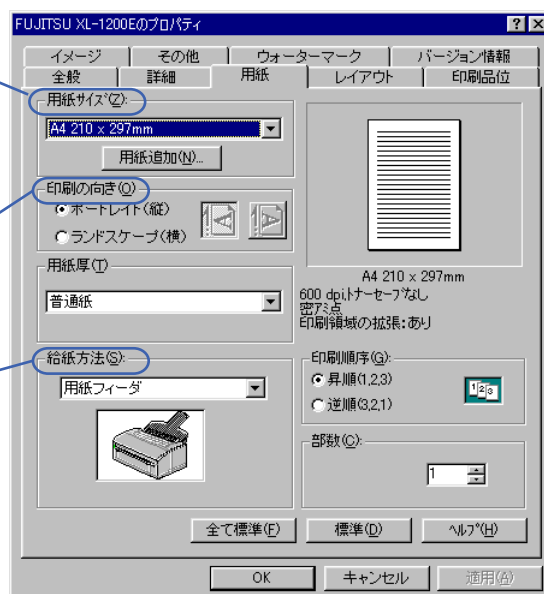 FUJITSU XL-1200Eのプロパティ
イメージ
その他
ウォーターマーク
バージョン情報
全般
詳細
用紙
レイアウト
印刷品位
用紙サイズ(Z):
A4 210 x 297mm
用紙追加(N)...
印刷の向き(O)
ポートレイト(縦)
ランドスケープ(横)
用紙厚(T)
普通紙
給紙方法(S):
用紙フィーダ
A4 210 x 297mm
600 dpi,トナーセーブなし
密アミ点
印刷領域の拡張:あり
印刷順序(G):
昇順(1,2,3)
逆順(3,2,1)
1 2 3
部数(C):
1
全て標準(F)
標準(D)
ヘルプ(H)
OK
キャンセル
適用(A)